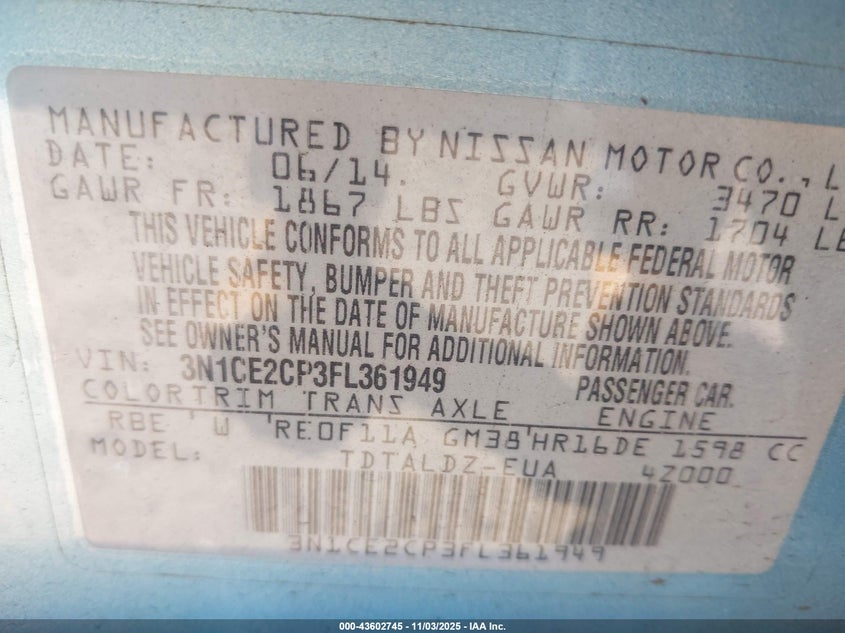 MANUFACTURED BY NISSAN MOTOR CO., L
DATE: 06/14. GVWR: 3470 L
GAWR FR: 1867 LBS GAWR RR: 1704 LB
THIS VEHICLE CONFORMS TO ALL APPLICABLE FEDERAL MOTOR
VEHICLE SAFETY, BUMPER AND THEFT PREVENTION STANDARDS
IN EFFECT ON THE DATE OF MANUFACTURE SHOWN ABOVE.
SEE OWNER'S MANUAL FOR ADDITIONAL INFORMATION.
VIN: 3N1CE2CP3FL361949 PASSENGER CAR.
COLOR TRIM TRANS AXLE ENGINE
RBE W RE0F11A GM38 HR16DE 1598 CC
MODEL: TDTALDZ-EUA 4Z000
3N1CE2CP3FL361949
000-43602745 - 11/03/2025 - IAA Inc.